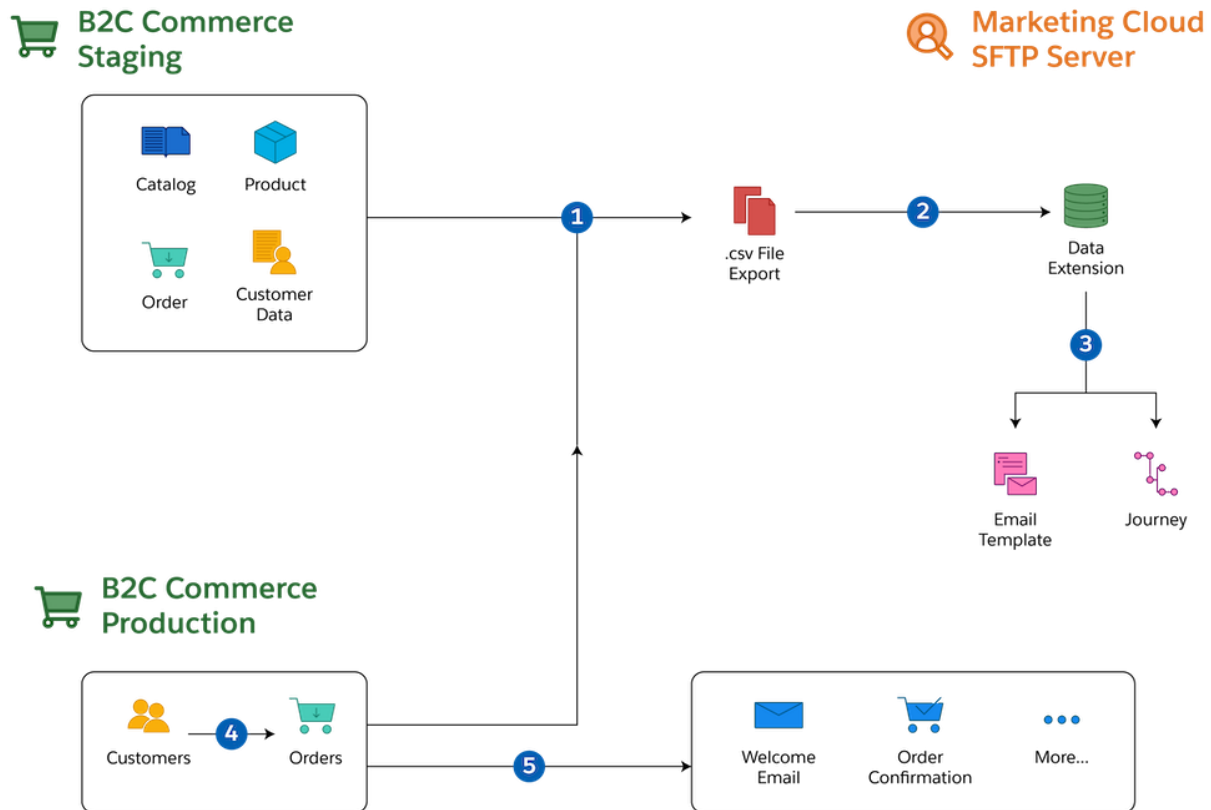 B2C Commerce
Staging
Marketing Cloud
SFTP Server
Catalog
Product
Order
Customer
Data
1
.csv File
Export
2
Data
Extension
3
Email
Template
Journey
B2C Commerce
Production
Customers
4
Orders
5
Welcome
Email
Order
Confirmation
More...